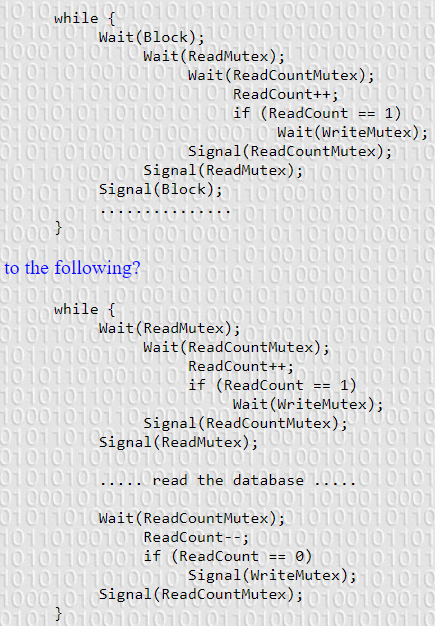 while {
Wait(Block);
Wait(ReadMutex);
Wait(ReadCountMutex);
ReadCount++;
if (ReadCount == 1)
Wait(WriteMutex);
Signal(ReadCountMutex);
Signal(ReadMutex);
Signal(Block);
...............
}
to the following?
while {
Wait(ReadMutex);
Wait(ReadCountMutex);
ReadCount++;
if (ReadCount == 1)
Wait(WriteMutex);
Signal(ReadCountMutex);
Signal(ReadMutex);
..... read the database .....
Wait(ReadCountMutex);
ReadCount--;
if (ReadCount == 0)
Signal(WriteMutex);
Signal(ReadCountMutex);
}